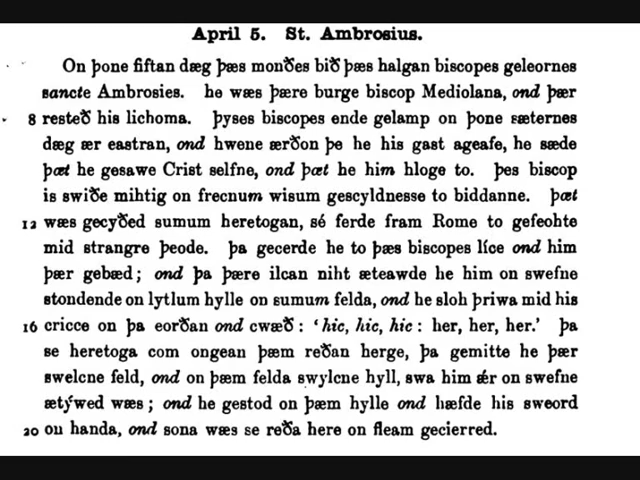 April 5. St. Ambrosius.
On þone fiftan dæg þæs monðes bið þæs halgan biscopes geleornes
sancte Ambrosies. he wæs þære burge biscop Mediolana, ond þær
8 resteð his lichoma. þyses biscopes ende gelamp on þone sæternes
dæg ær eastran, ond hwene ærðon þe he his gast ageafe, he sæde
þæt he gesawe Crist selfne, ond þæt he him hloge to. þes biscop
is swiðe mihtig on frecnum wisum gescyldnesse to biddanne. þæt
12 wæs gecyðed sumum heretogan, sé ferde fram Rome to gefeohte
mid strangre þeode. þa gecerde he to þæs biscopes líce ond him
þær gebæd; ond þa þære ilcan niht æteawde he him on swefne
stondende on lytlum hylle on sumum felda, ond he sloh þriwa mid his
16 cricce on þa eorðan ond cwæð: 'hic, hic, hic: her, her, her.' þa
se heretoga com ongean þæm reðan herge, þa gemitte he þær
swelcne feld, ond on þæm felda swylcne hyll, swa him ǽr on swefne
ætýwed wæs; ond he gestod on þæm hylle ond hæfde his sweord
20 on handa, ond sona wæs se reða here on fleam gecierred.